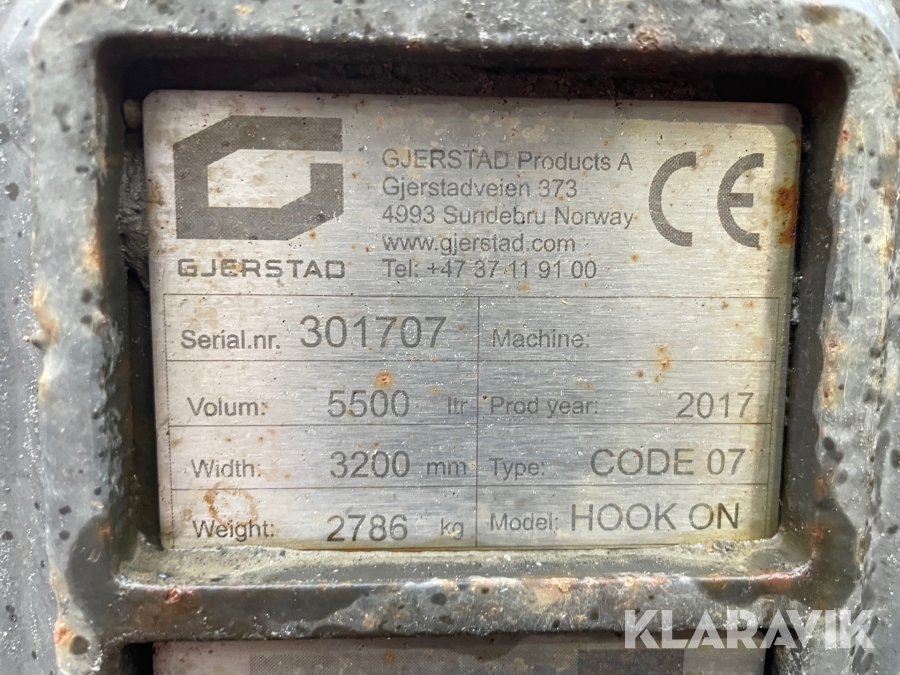 GJERSTAD Products A
Gjerstadveien 373
4993 Sundebru Norway
www.gjerstad.com
Tel: +47 37 11 91 00
GJERSTAD
CE
Serial.nr. 301707 Machine:
Volum: 5500 ltr Prod year: 2017
Width: 3200 mm Type: CODE 07
Weight: 2786 kg Model: HOOK ON
KLARAVIK